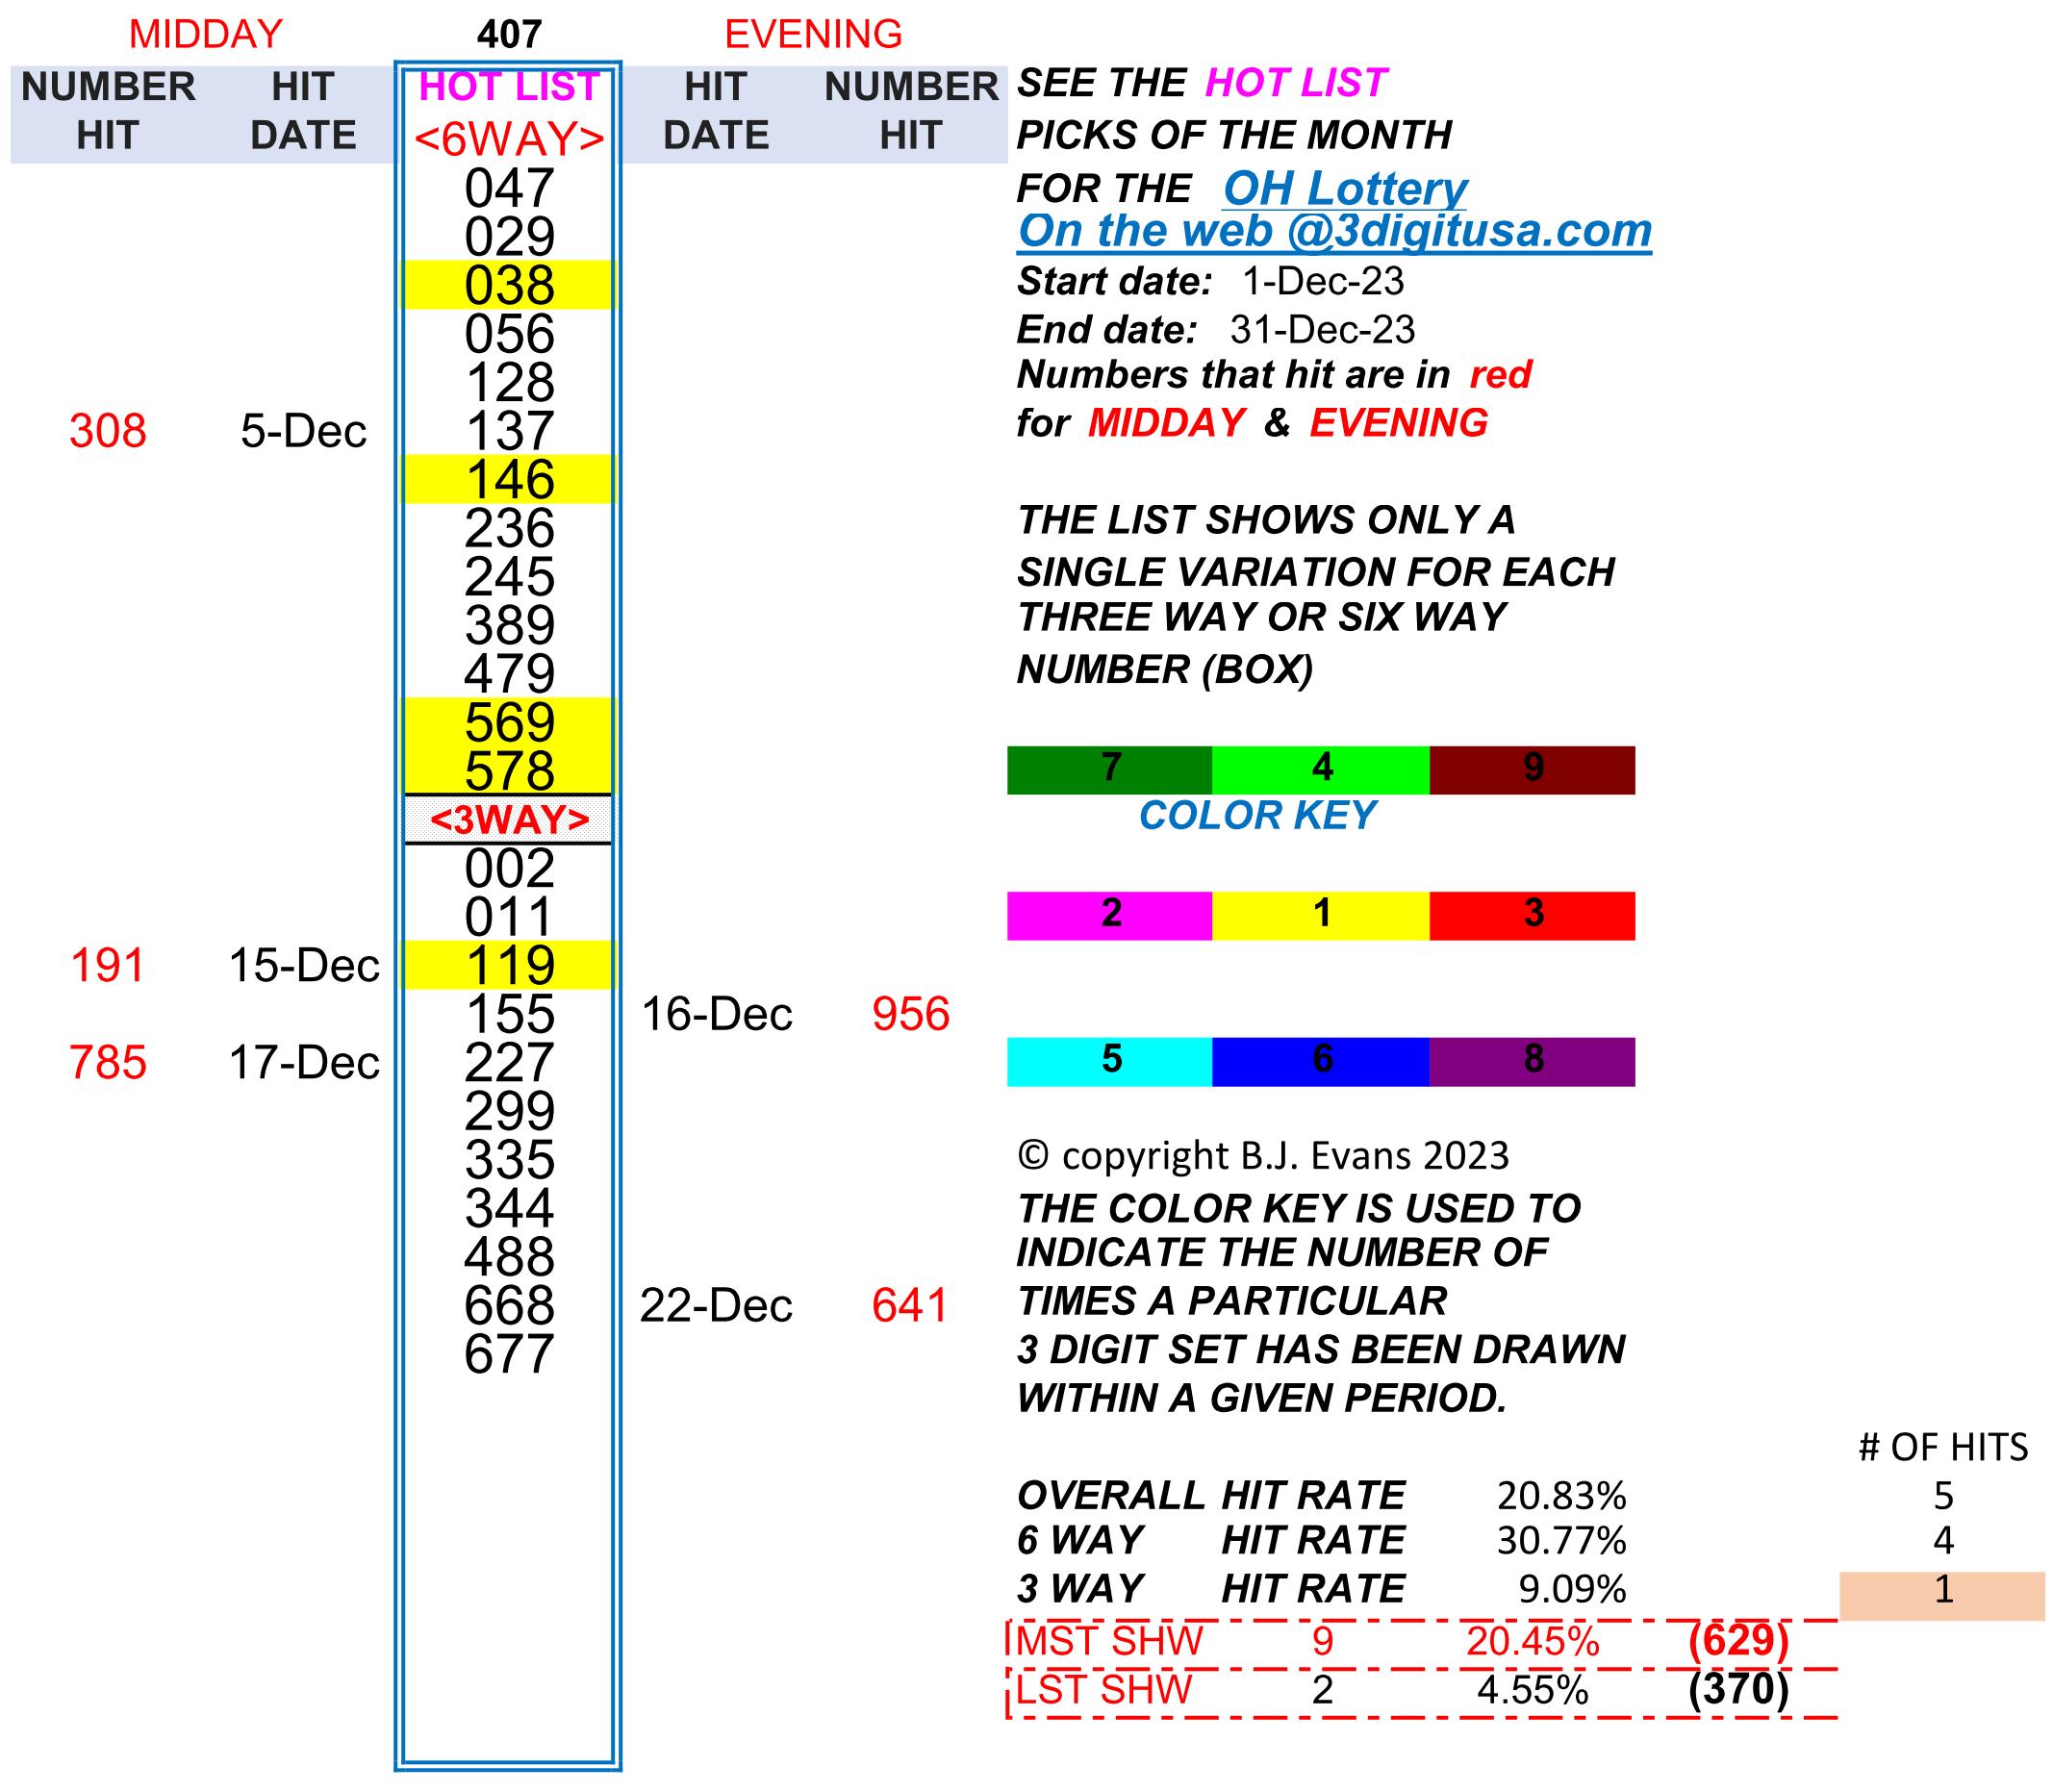 MIDDAY 407 EVENING
NUMBER HIT HOT LIST HIT NUMBER SEE THE HOT LIST
HIT DATE <6WAY> DATE HIT PICKS OF THE MONTH
047 FOR THE OH Lottery
029 On the web @3digitusa.com
038 Start date: 1-Dec-23
056 End date: 31-Dec-23
128 Numbers that hit are in red
308 5-Dec 137 for MIDDAY & EVENING
146
236 THE LIST SHOWS ONLY A
245 SINGLE VARIATION FOR EACH
389 THREE WAY OR SIX WAY
479 NUMBER (BOX)
569
578 7 4 9
<3WAY> COLOR KEY
002
011 2 1 3
191 15-Dec 119
155 16-Dec 956
785 17-Dec 227 5 6 8
299
335 © copyright B.J. Evans 2023
344 THE COLOR KEY IS USED TO
488 INDICATE THE NUMBER OF
668 22-Dec 641 TIMES A PARTICULAR
677 3 DIGIT SET HAS BEEN DRAWN
WITHIN A GIVEN PERIOD.
# OF HITS
OVERALL HIT RATE 20.83% 5
6 WAY HIT RATE 30.77% 4
3 WAY HIT RATE 9.09% 1
MST SHW 9 20.45% (629)
LST SHW 2 4.55% (370)